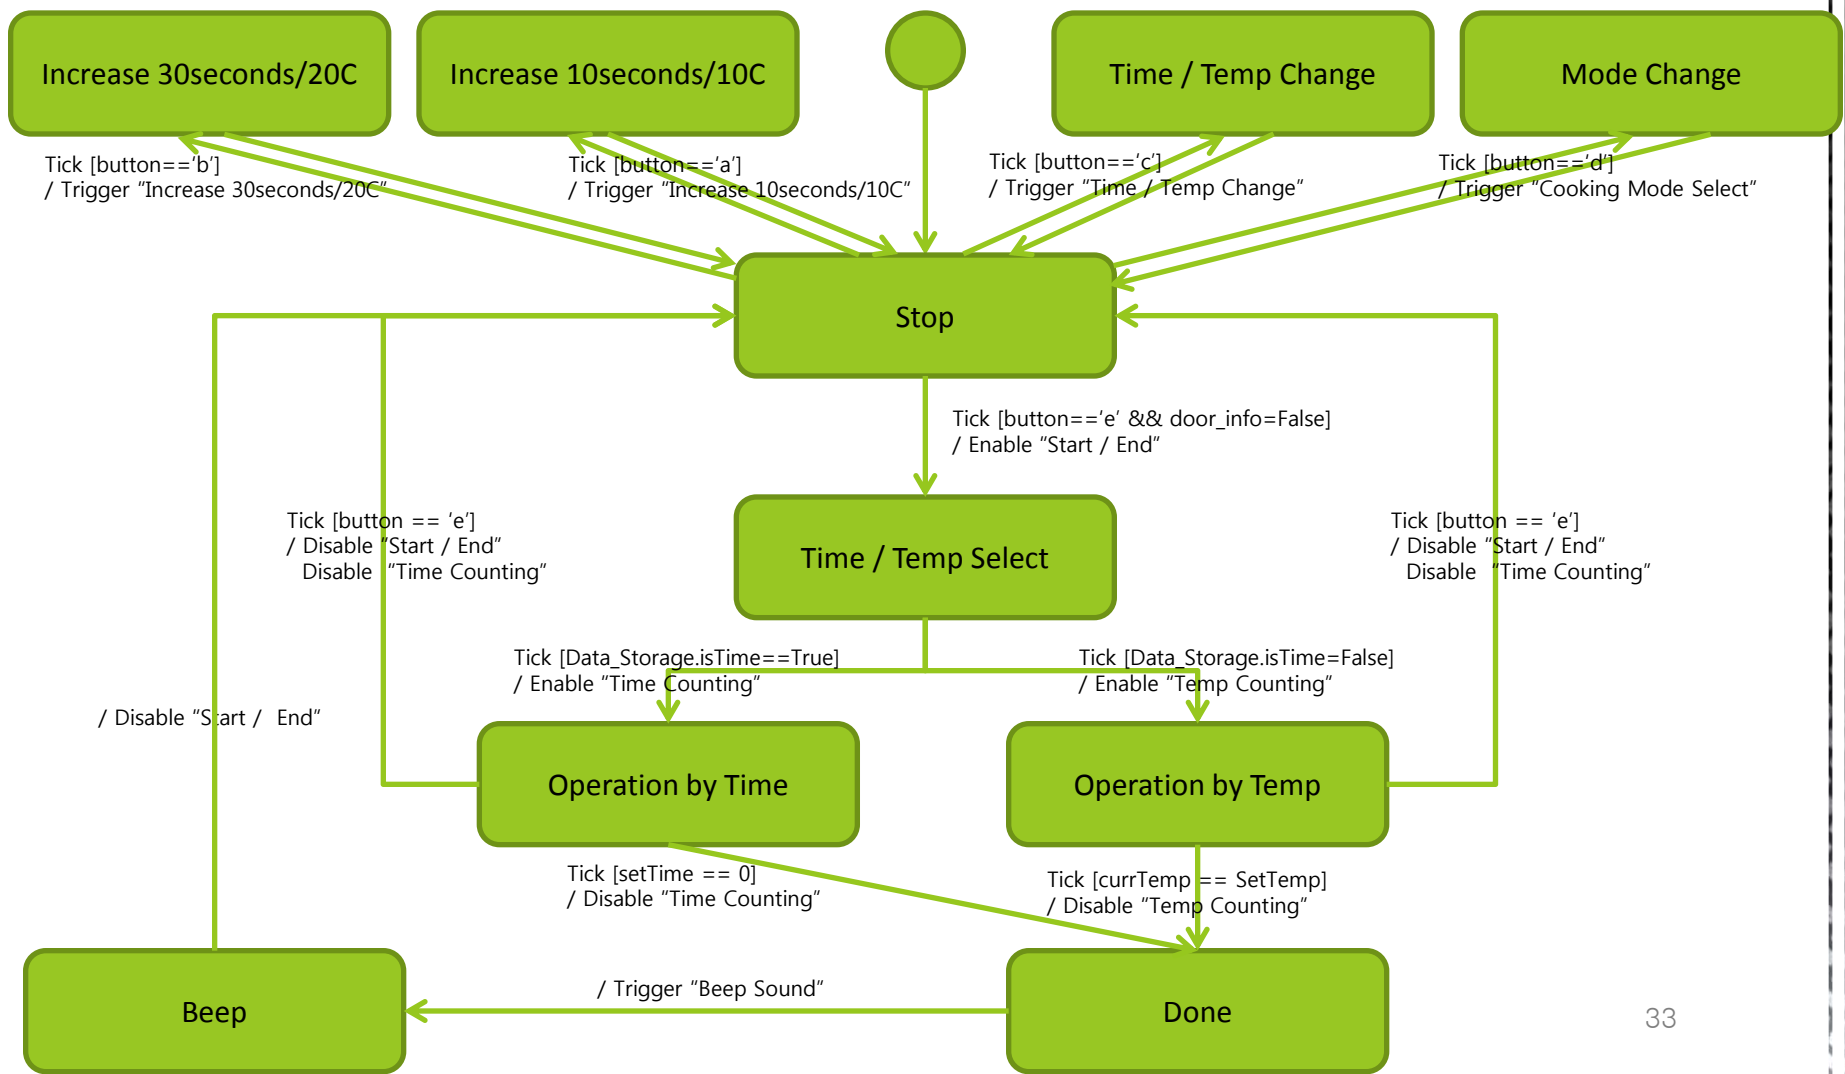 Increase 30seconds/20C
Increase 10seconds/10C
Time / Temp Change
Mode Change
Tick [button==‘b’]
/ Trigger “Increase 30seconds/20C”
Tick [button==‘a’]
/ Trigger “Increase 10seconds/10C”
Tick [button==‘c’]
/ Trigger “Time / Temp Change”
Tick [button==‘d’]
/ Trigger “Cooking Mode Select”
Stop
Tick [button==‘e’ && door_info=False]
/ Enable “Start / End”
Tick [button == ‘e’]
/ Disable “Start / End”
Disable “Time Counting”
Time / Temp Select
Tick [button == ‘e’]
/ Disable “Start / End”
Disable “Time Counting”
Tick [Data_Storage.isTime==True]
/ Enable “Time Counting”
Tick [Data_Storage.isTime=False]
/ Enable “Temp Counting”
/ Disable “Start / End”
Operation by Time
Operation by Temp
Tick [setTime == 0]
/ Disable “Time Counting”
Tick [currTemp == SetTemp]
/ Disable “Temp Counting”
Beep
/ Trigger “Beep Sound”
Done
33